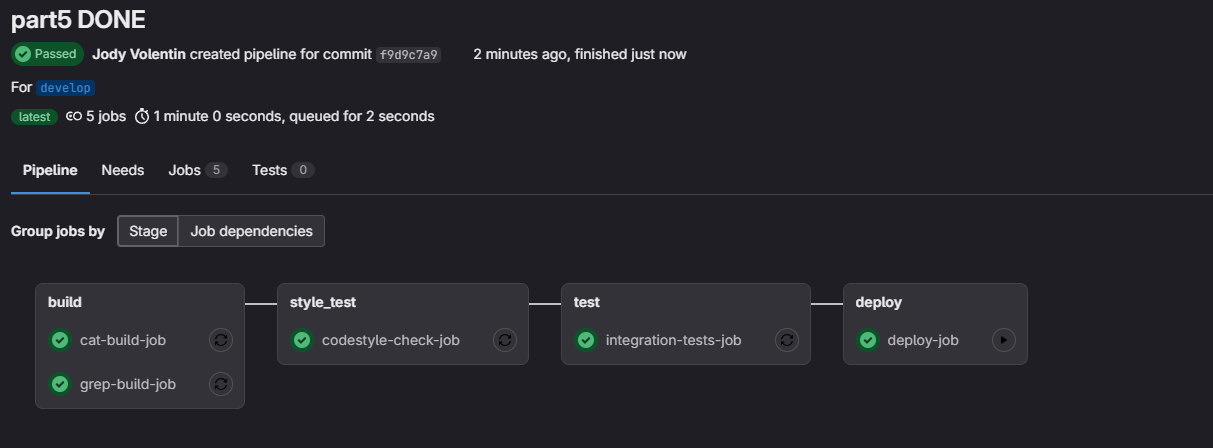 part5 DONE
Passed Jody Volentin created pipeline for commit f9d9c7a9 2 minutes ago, finished just now
For develop
latest 5 jobs 1 minute 0 seconds, queued for 2 seconds
Pipeline Needs Jobs 5 Tests 0
Group jobs by Stage Job dependencies
build style_test test deploy
cat-build-job codestyle-check-job integration-tests-job deploy-job
grep-build-job